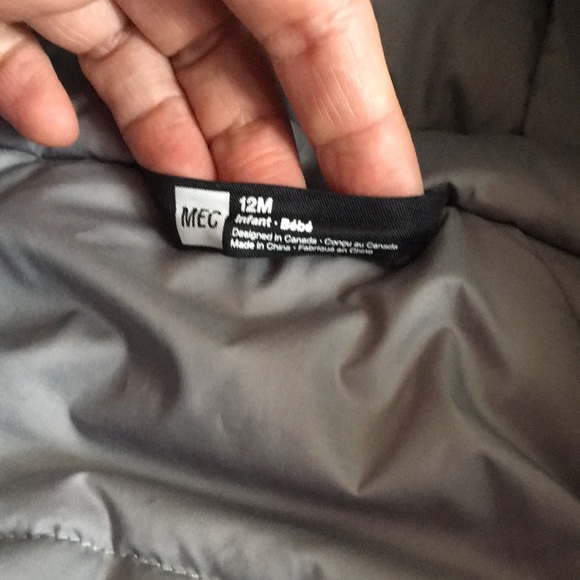 MEC
12M
Infant · Bébé
Designed in Canada · Conçu au Canada
Made in China · Fabriqué en Chine